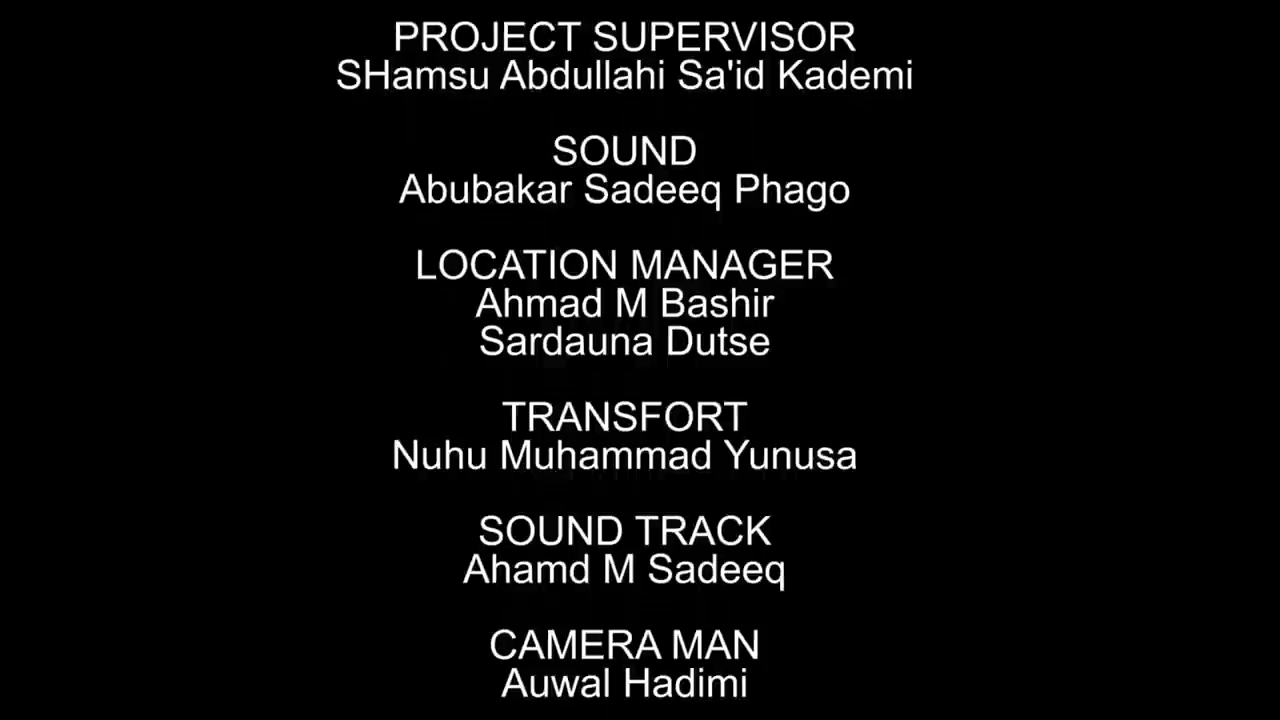 PROJECT SUPERVISOR
SHamsu Abdullahi Sa'id Kademi
SOUND
Abubakar Sadeeq Phago
LOCATION MANAGER
Ahmad M Bashir
Sardauna Dutse
TRANSFORT
Nuhu Muhammad Yunusa
SOUND TRACK
Ahamd M Sadeeq
CAMERA MAN
Auwal Hadimi